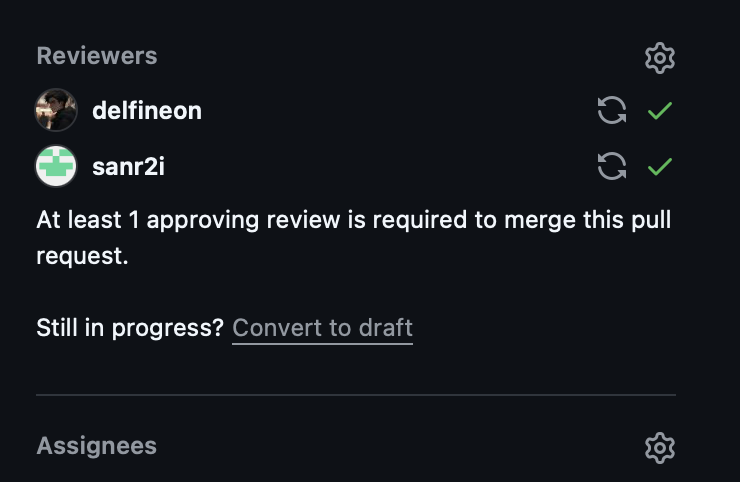 Reviewers
delfineon
sanr2i
At least 1 approving review is required to merge this pull
request.
Still in progress? Convert to draft
Assignees